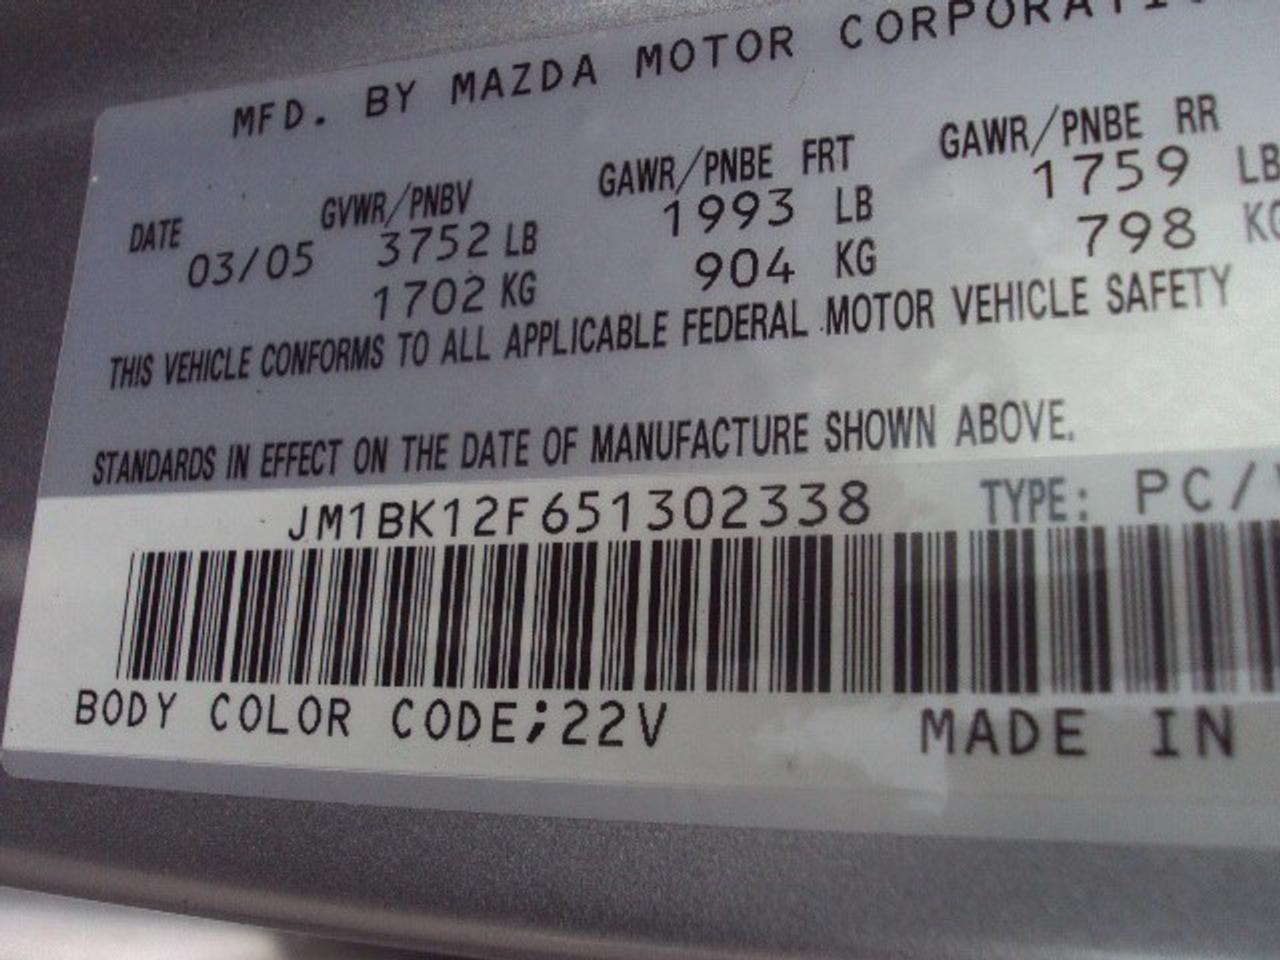 MFD. BY MAZDA MOTOR
DATE GVWR/PNBV GAWR/PNBE FRT GAWR/PNBE RR
03/05 3752 LB 1993 LB 1759 LB
1702 KG 904 KG 798
THIS VEHICLE CONFORMS TO ALL APPLICABLE FEDERAL MOTOR VEHICLE SAFETY
STANDARDS IN EFFECT ON THE DATE OF MANUFACTURE SHOWN ABOVE.
JM1BK12F651302338 TYPE: PC/
BODY COLOR CODE;22V MADE IN